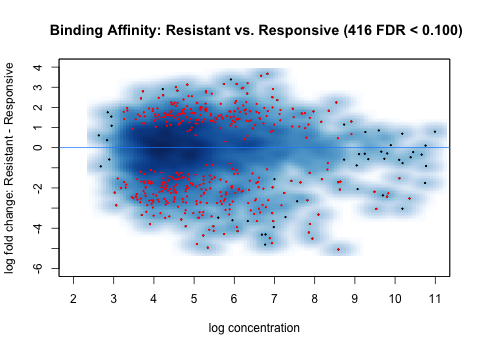 Binding Affinity: Resistant vs. Responsive (416 FDR < 0.100)
log fold change: Resistant - Responsive
4
3
2
1
0
-2
-4
-6
2 3 4 5 6 7 8 9 10 11
log concentration